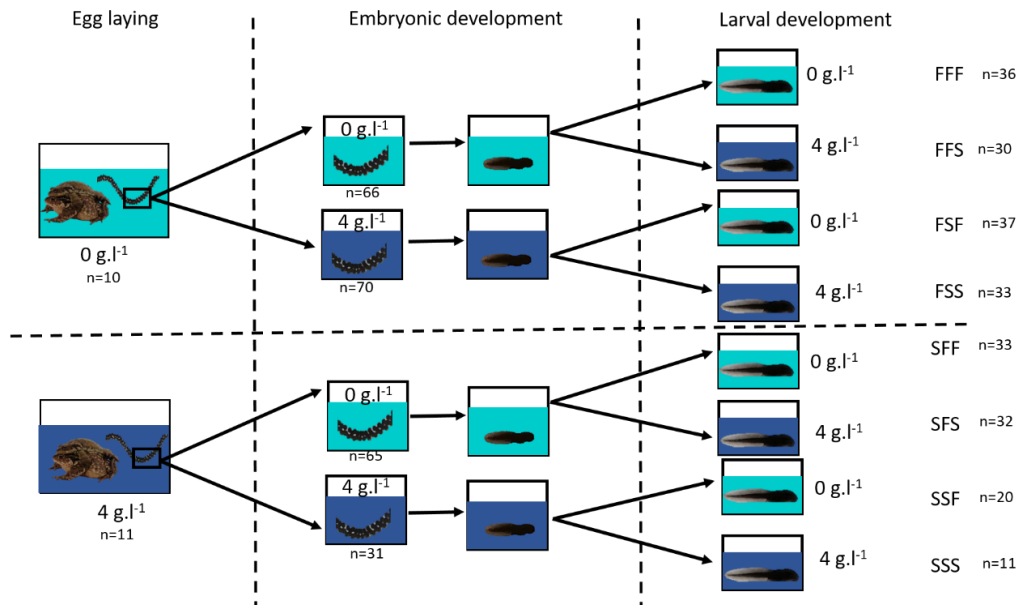 Egg laying
Embryonic development
Larval development
0 g.l-1
n=10
0 g.l-1
n=66
4 g.l-1
n=70
0 g.l-1
FFF n=36
4 g.l-1
FFS n=30
0 g.l-1
FSF n=37
4 g.l-1
FSS n=33
4 g.l-1
n=11
0 g.l-1
n=65
4 g.l-1
n=31
0 g.l-1
SFF n=33
4 g.l-1
SFS n=32
0 g.l-1
SSF n=20
4 g.l-1
SSS n=11